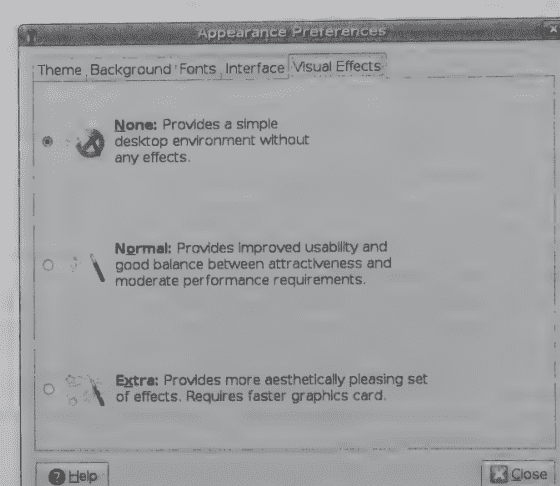 Appearance Preferences
Theme Background Fonts Interface Visual Effects
None: Provides a simple
desktop environment without
any effects.
Normal: Provides improved usability and
good balance between attractiveness and
moderate performance requirements.
Extra: Provides more aesthetically pleasing set
of effects. Requires faster graphics card.
Help Close